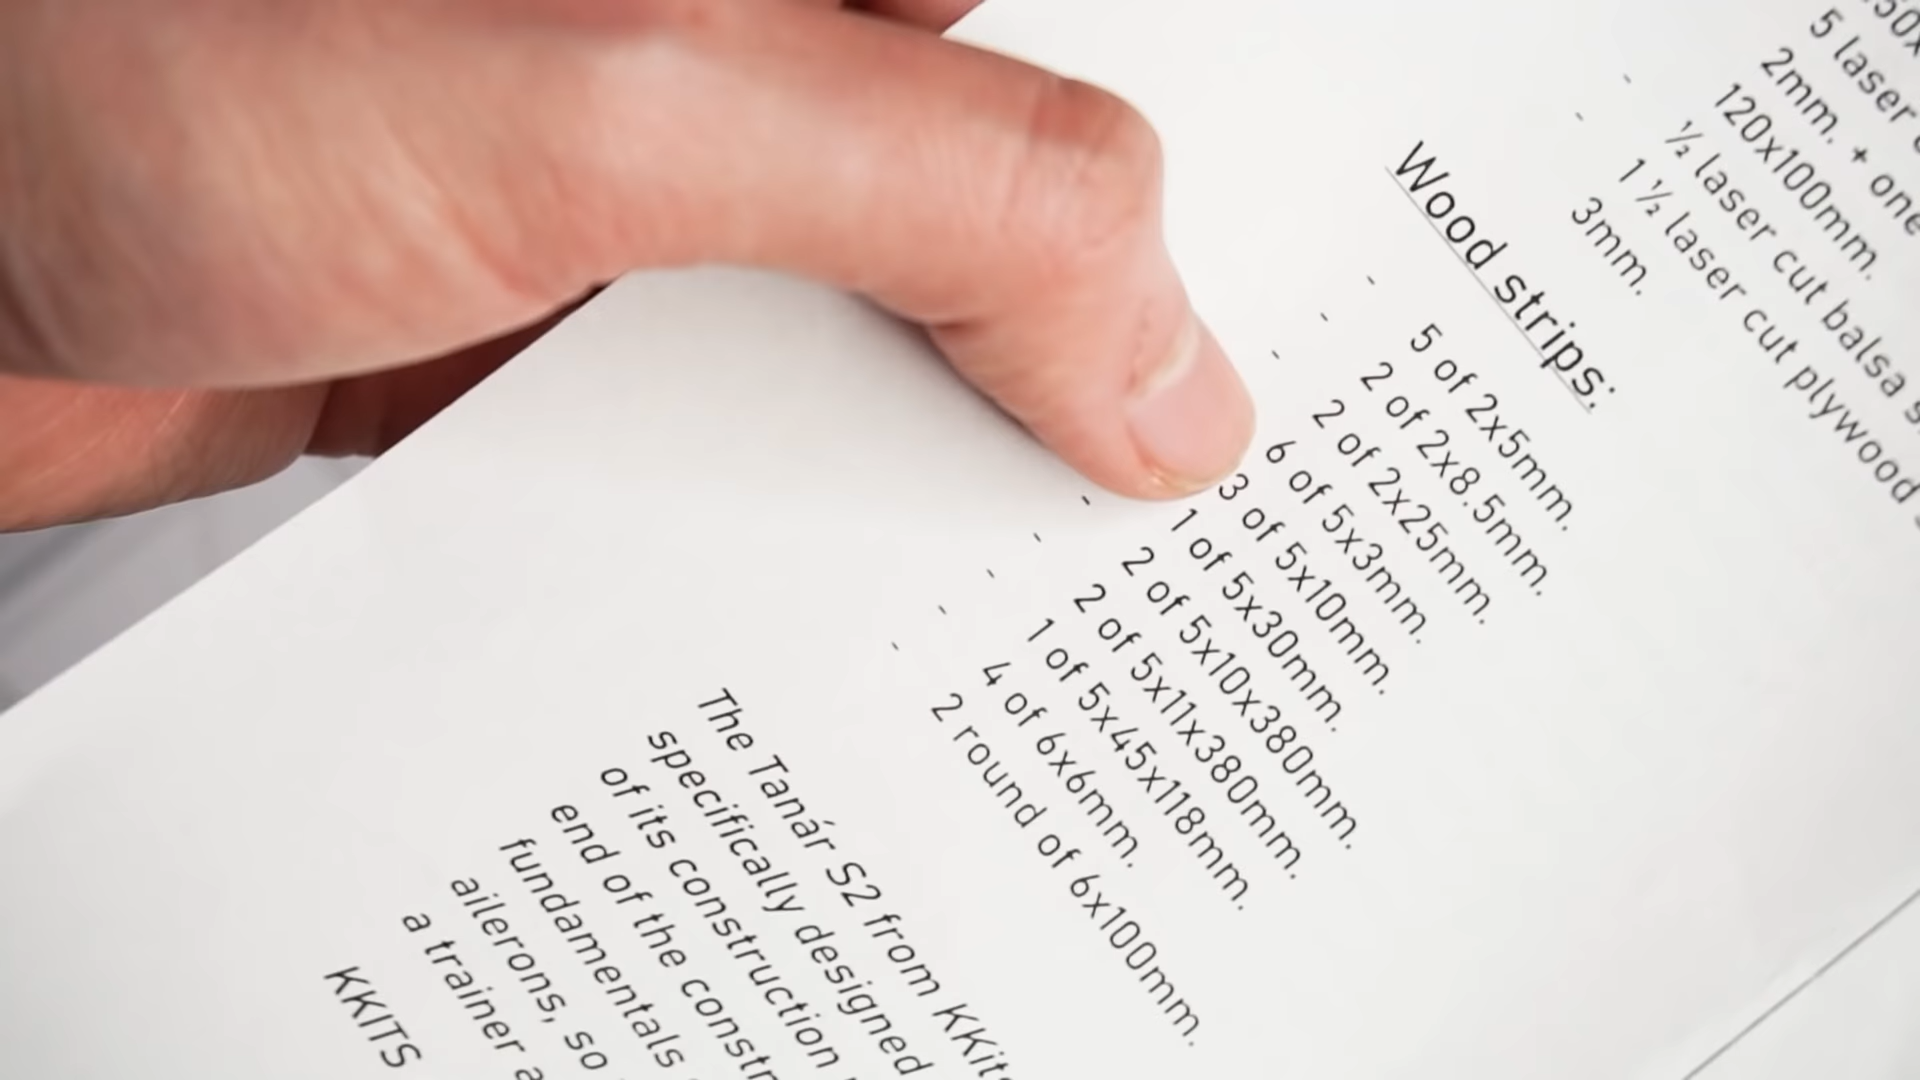 5 laser
2mm. + one
120x100mm.
- ½ laser cut balsa
- 1 ½ laser cut plywood
3mm.
Wood strips:
- 5 of 2x5mm.
- 2 of 2x8.5mm.
- 2 of 2x25mm.
6 of 5x3mm.
3 of 5x10mm.
- 1 of 5x30mm.
- 2 of 5x10x380mm.
- 2 of 5x11x380mm.
- 1 of 5x45x118mm.
- 4 of 6x6mm.
2 round of 6x100mm.
The Tanár S2 from
specifically designed
of its construction
end of the
fundamentals
ailerons, so
a trainer
KKITS